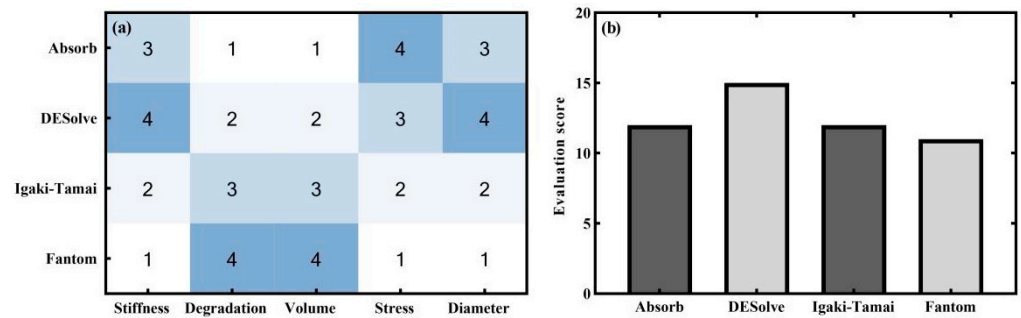 (a)
Absorb 3 1 1 4 3
DESolve 4 2 2 3 4
Igaki-Tamai 2 3 3 2 2
Fantom 1 4 4 1 1
Stiffness Degradation Volume Stress Diameter
(b)
Evaluation score
20
15
10
5
0
Absorb DESolve Igaki-Tamai Fantom